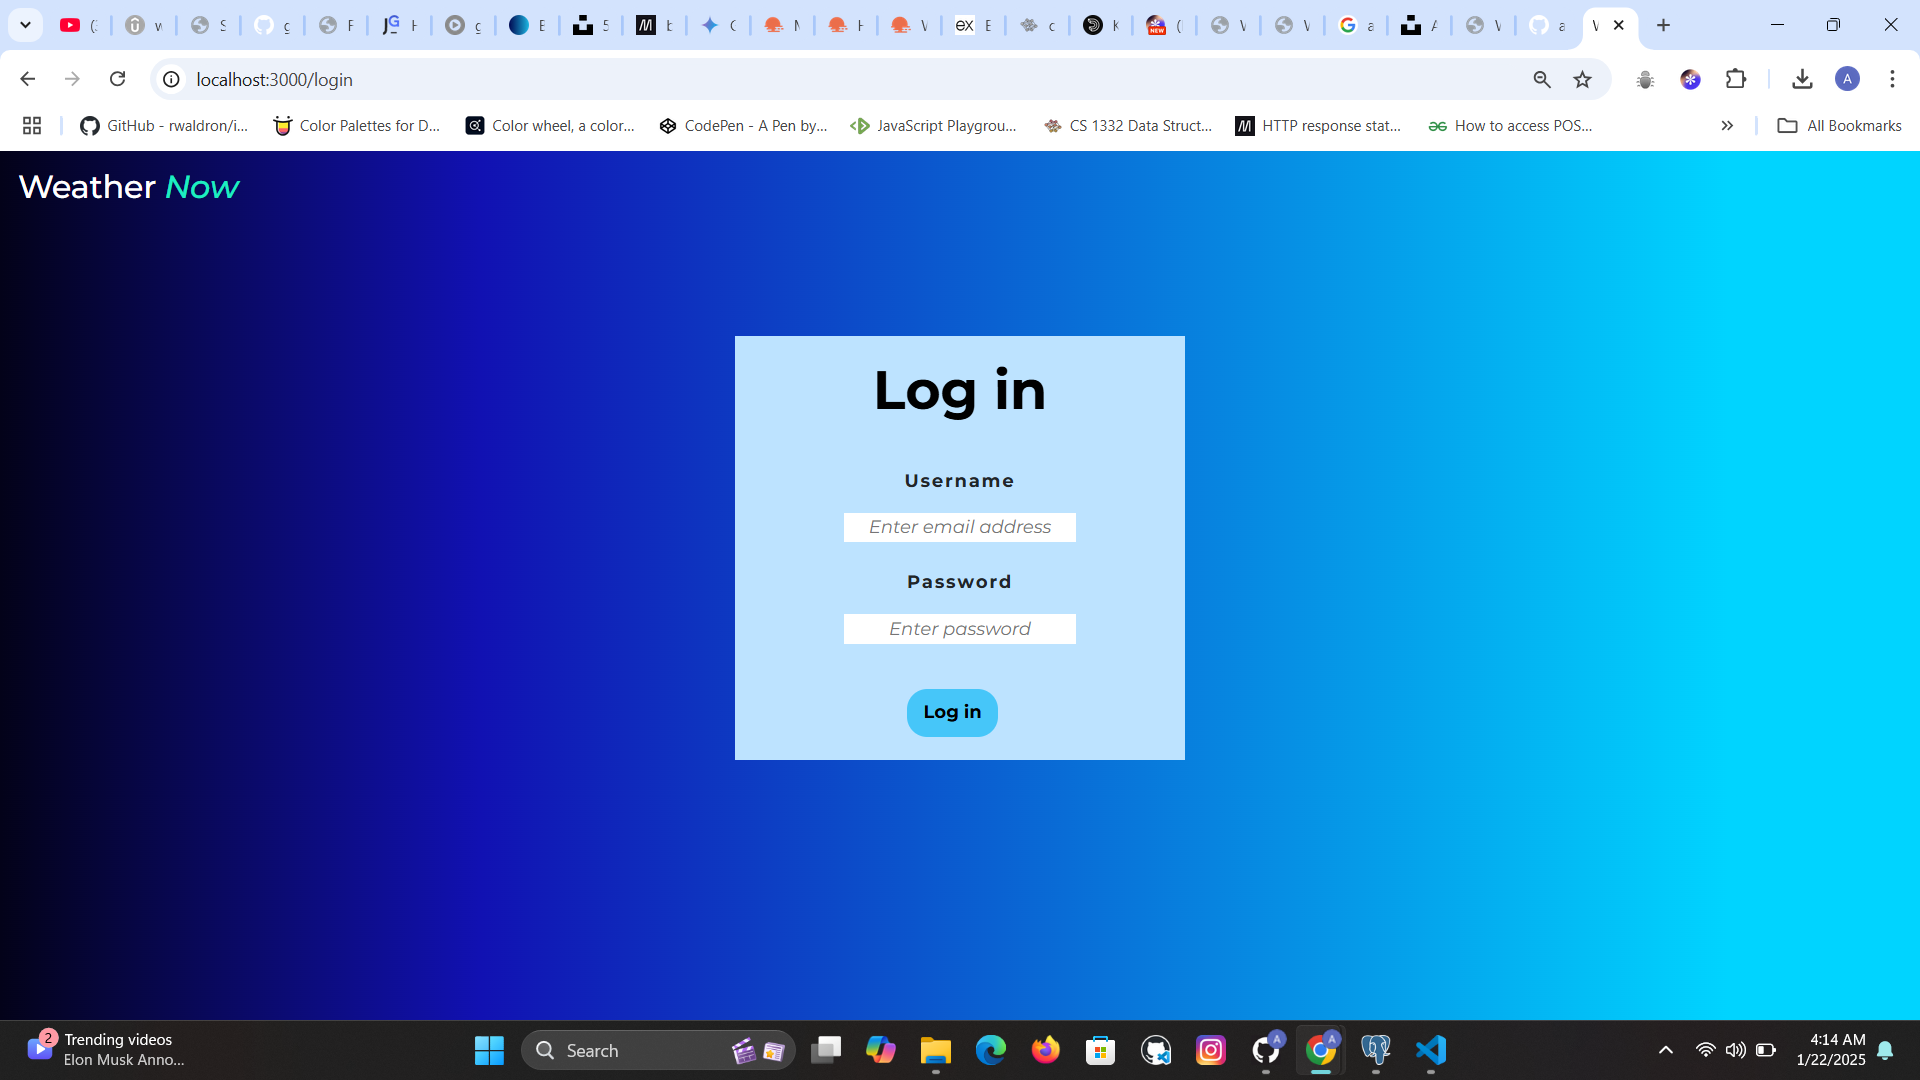 localhost:3000/login
GitHub - rwaldron/i...
Color Palettes for D...
Color wheel, a color...
CodePen - A Pen by...
JavaScript Playgrou...
CS 1332 Data Struct...
HTTP response stat...
How to access POS...
All Bookmarks
Weather Now
Log in
Username
Enter email address
Password
Enter password
Log in
2
Trending videos
Elon Musk Anno...
Search
4:14 AM
1/22/2025